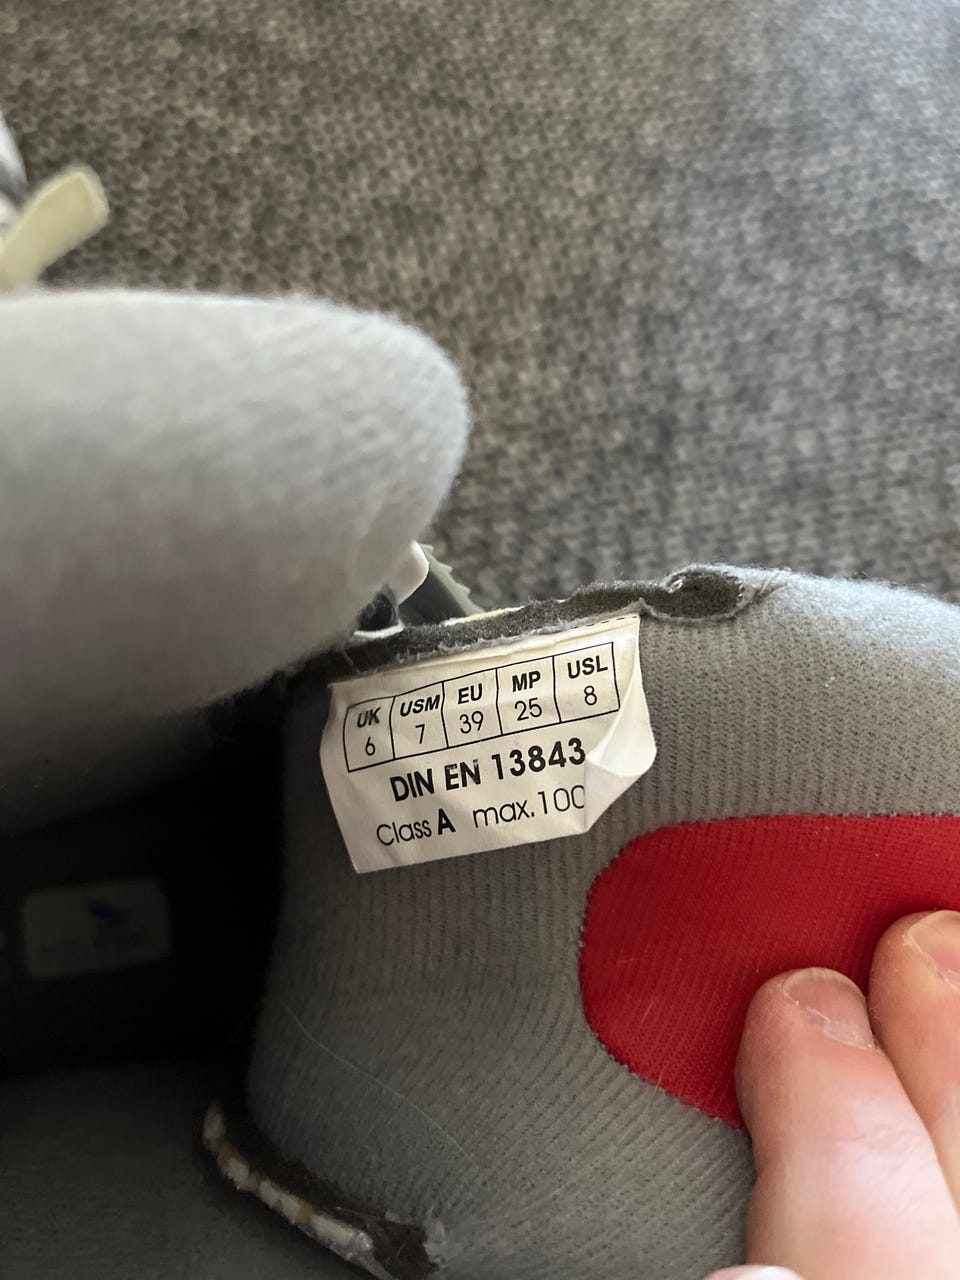 UK USM EU MP USL
6 7 39 25 8
DIN EN 13843
Class A max.100